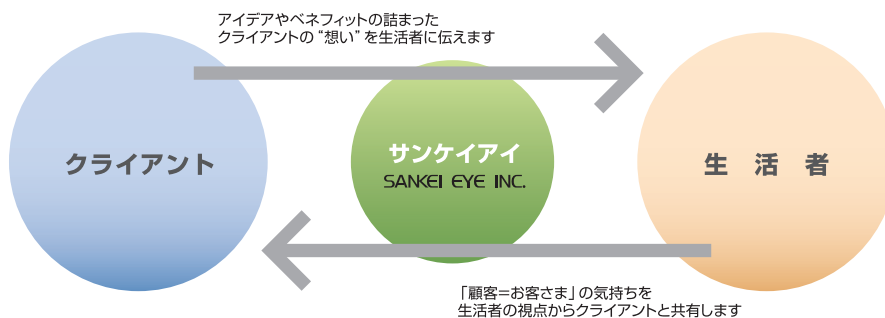 アイデアやベネフィットの詰まった
クライアントの“想い”を生活者に伝えます
クライアント
サンケイアイ
SANKEI EYE INC.
生活者
「顧客=お客さま」の気持ちを
生活者の視点からクライアントと共有します